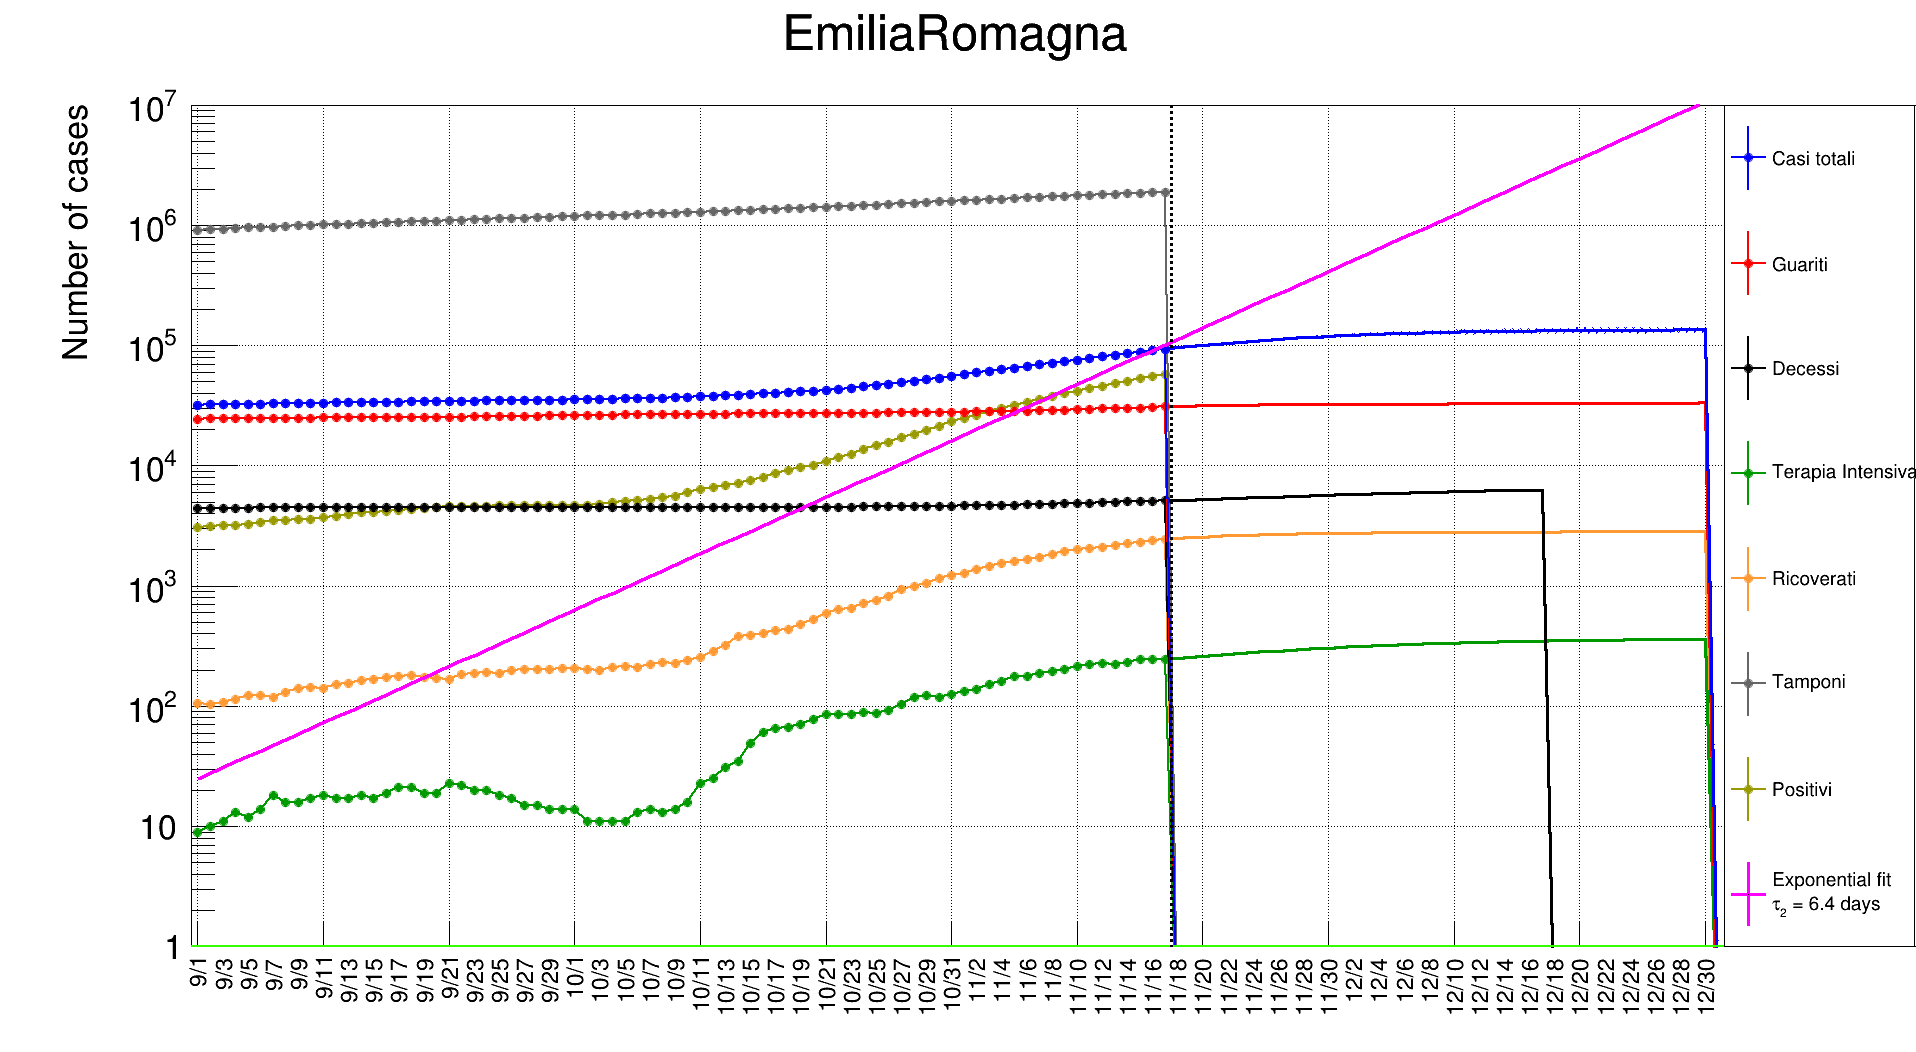 EmiliaRomagna
Number of cases
10^7
10^6
10^5
10^4
10^3
10^2
10
1
9/1 9/3 9/5 9/7 9/9 9/11 9/13 9/15 9/17 9/19 9/21 9/23 9/25 9/27 9/29 10/1 10/3 10/5 10/7 10/9 10/11 10/13 10/15 10/17 10/19 10/21 10/23 10/25 10/27 10/29 10/31 11/2 11/4 11/6 11/8 11/10 11/12 11/14 11/16 11/18 11/20 11/22 11/24 11/26 11/28 11/30 12/2 12/4 12/6 12/8 12/10 12/12 12/14 12/16 12/18 12/20 12/22 12/24 12/26 12/28 12/30
Casi totali
Guariti
Decessi
Terapia Intensiva
Ricoverati
Tamponi
Positivi
Exponential fit
τ₂ = 6.4 days